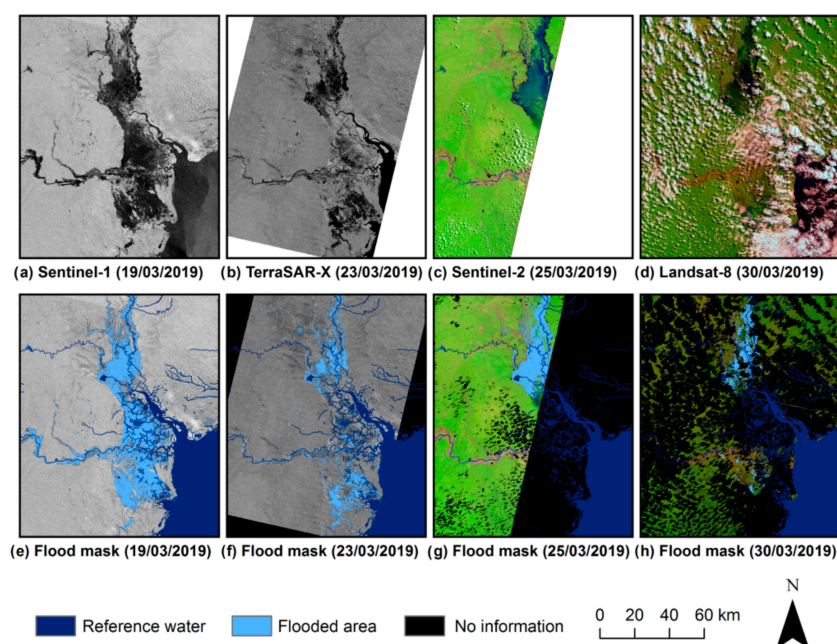 (a) Sentinel-1 (19/03/2019) (b) TerraSAR-X (23/03/2019) (c) Sentinel-2 (25/03/2019) (d) Landsat-8 (30/03/2019)
(e) Flood mask (19/03/2019) (f) Flood mask (23/03/2019) (g) Flood mask (25/03/2019) (h) Flood mask (30/03/2019)
N
Reference water Flooded area No information
0 20 40 60 km